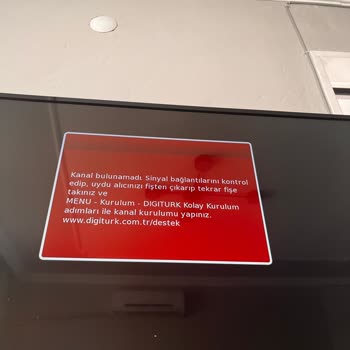 Kanal bulunamadı Sinyal bağlantılarını kontrol
edip, uydu alıcınızı fişten çıkarıp tekrar fişe
takınız ve
MENU - Kurulum - DIGITURK Kolay Kurulum
adımları ile kanal kurulumu yapınız.
www.digiturk.com.tr/destek